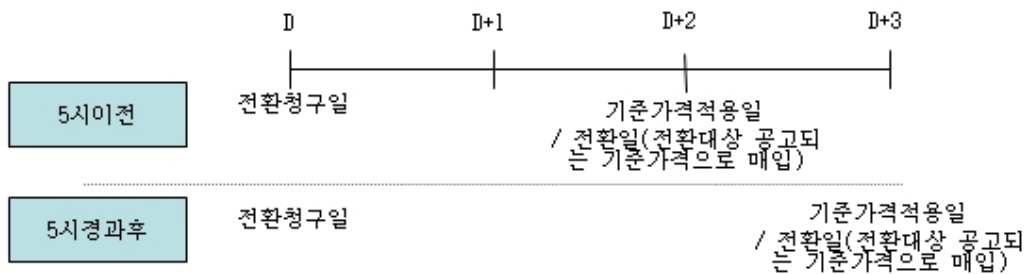 D D+1 D+2 D+3
5시이전
전환청구일
기준가격적용일
/ 전환일(전환대상 공고되
는 기준가격으로 매입)
5시경과후
전환청구일
기준가격적용일
/ 전환일(전환대상 공고되
는 기준가격으로 매입)